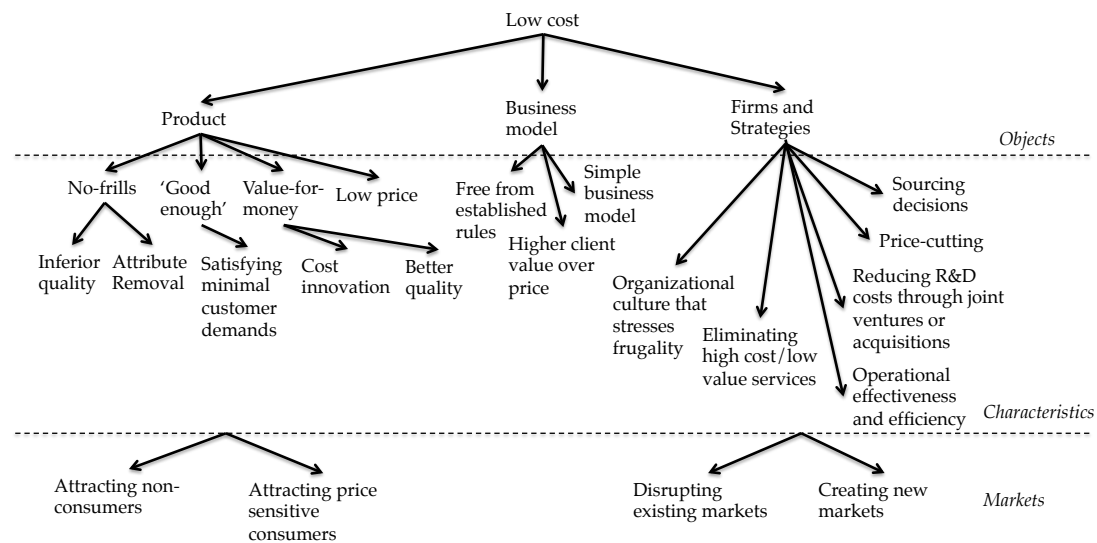 Low cost
Product
Business
model
Firms and
Strategies
Objects
No-frills
‘Good
enough’
Value-for-
money
Low price
Free from
established
rules
Simple
business
model
Sourcing
decisions
Inferior
quality
Attribute
Removal
Satisfying
minimal
customer
demands
Cost
innovation
Better
quality
Higher client
value over
price
Organizational
culture that
stresses
frugality
Eliminating
high cost/low
value services
Price-cutting
Reducing R&D
costs through joint
ventures or
acquisitions
Operational
effectiveness
and efficiency
Characteristics
Attracting non-
consumers
Attracting price
sensitive
consumers
Disrupting
existing markets
Creating new
markets
Markets